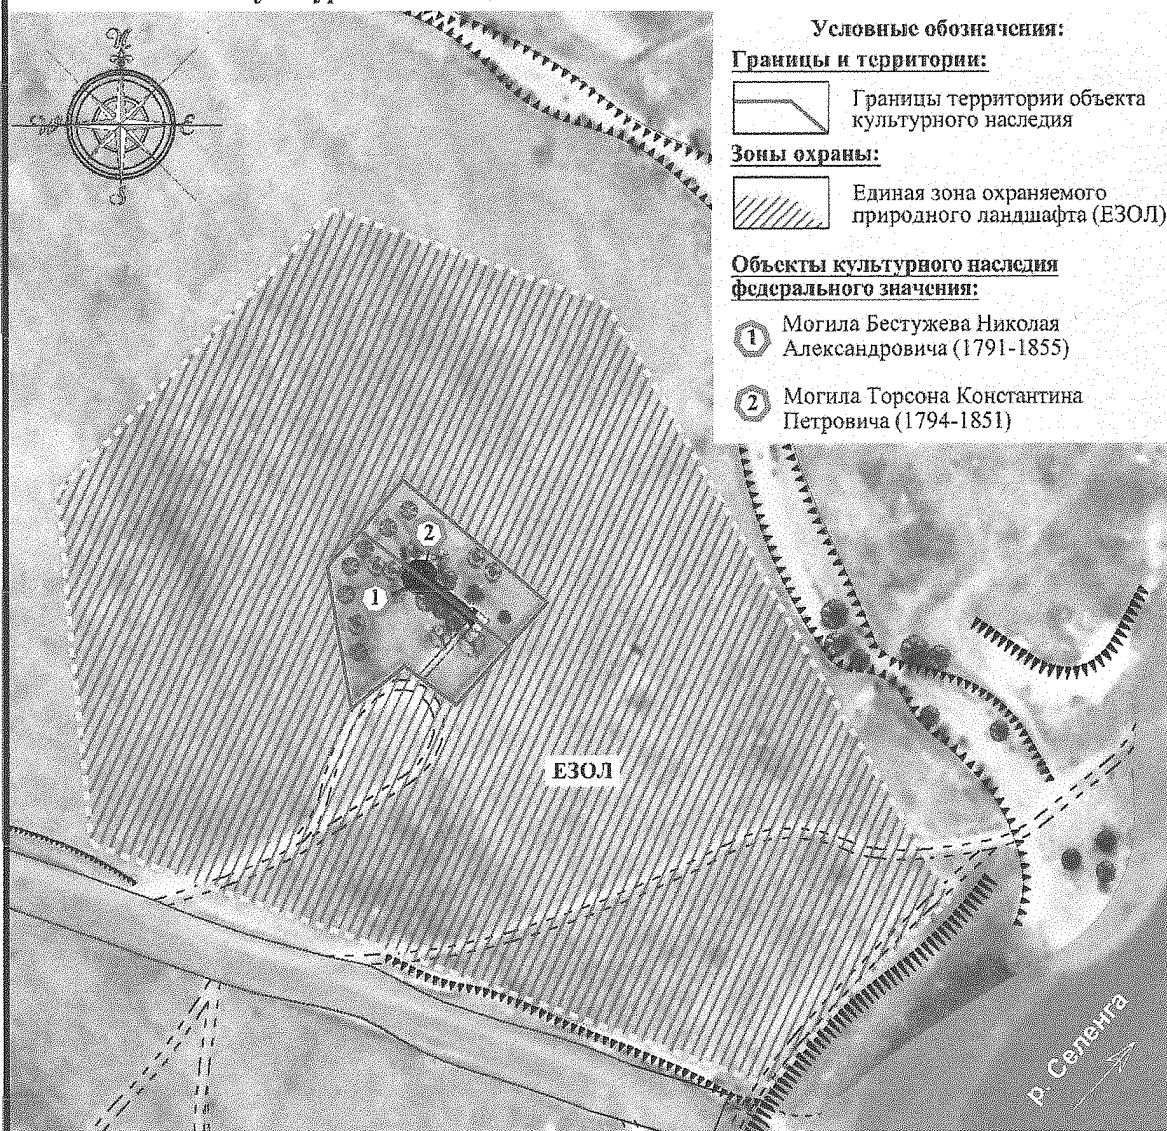 Условные обозначения:
Границы и территории:
Границы территории объекта
культурного наследия
Зоны охраны:
Единая зона охраняемого
природного ландшафта (ЕЗОЛ)
Объекты культурного наследия
федерального значения:
1 Могила Бестужева Николая
Александровича (1791-1855)
2 Могила Торсона Константина
Петровича (1794-1851)
N
W
E
S
2
1
ЕЗОЛ
р. Селенга